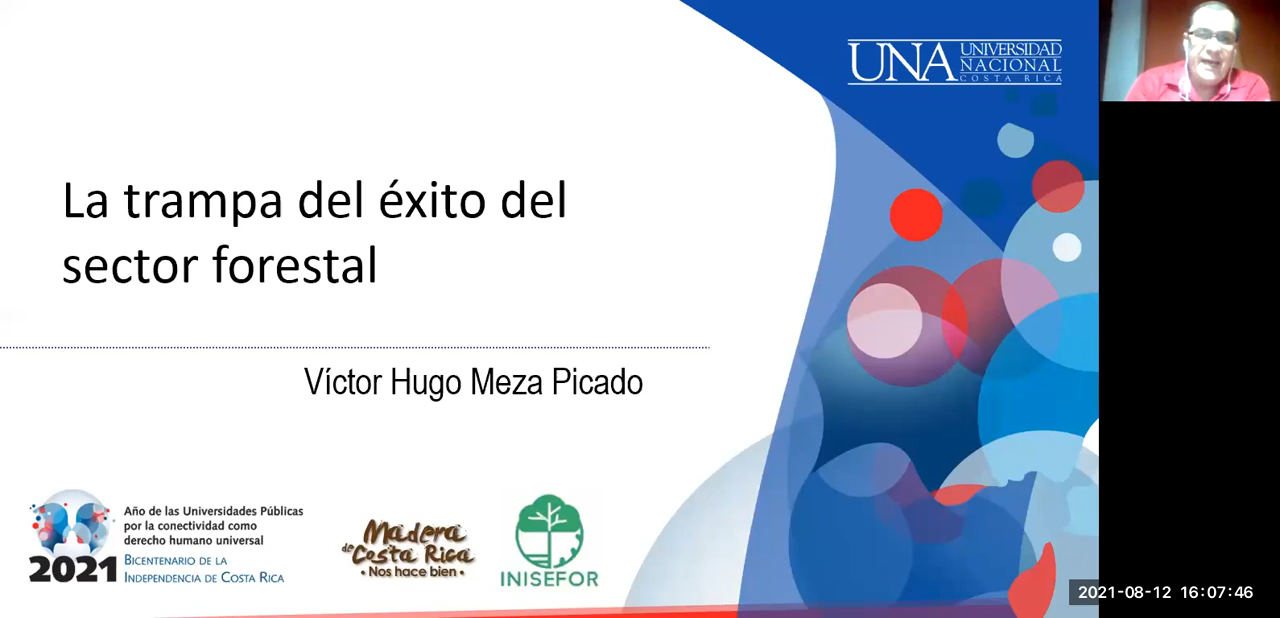 UNA UNIVERSIDAD
NACIONAL
COSTA RICA
La trampa del éxito del
sector forestal
Víctor Hugo Meza Picado
2021
Año de las Universidades Públicas
por la conectividad como
derecho humano universal
BICENTENARIO DE LA
INDEPENDENCIA DE COSTA RICA
Madera
de Costa Rica
• Nos hace bien •
INISEFOR
2021-08-12 16:07:46